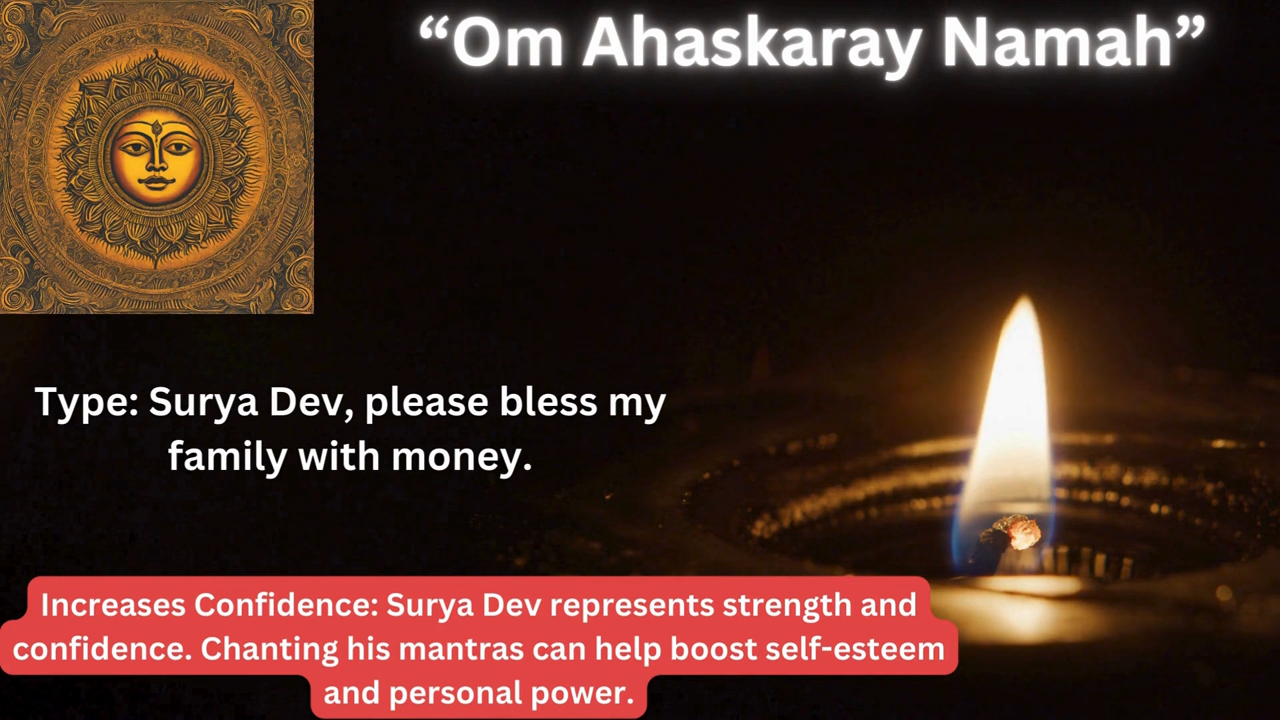 “Om Ahaskaray Namah”
Type: Surya Dev, please bless my
family with money.
Increases Confidence: Surya Dev represents strength and
confidence. Chanting his mantras can help boost self-esteem
and personal power.